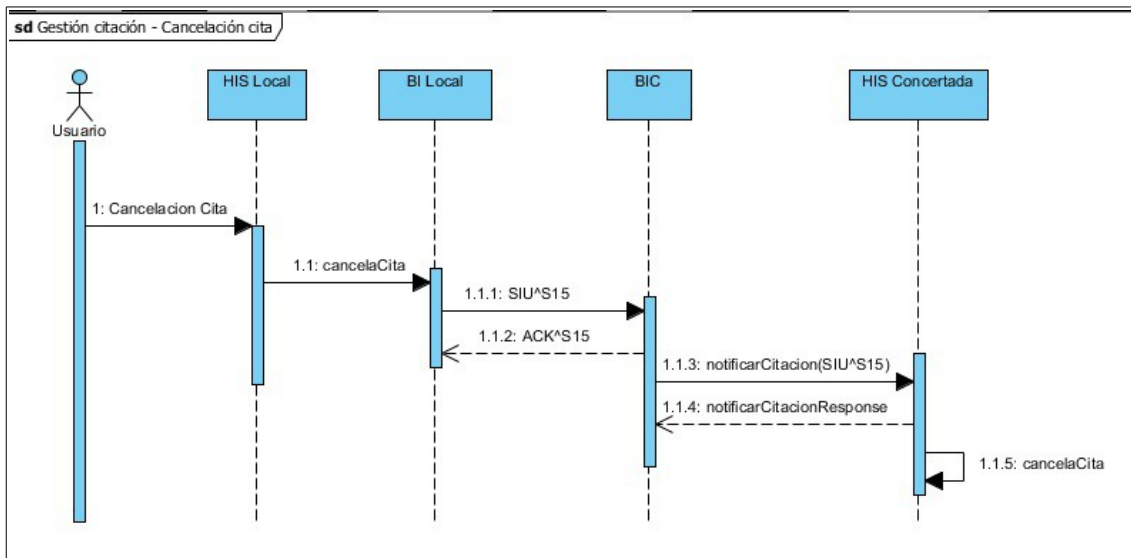 sd Gestión citación - Cancelación cita
HIS Local
BI Local
BIC
HIS Concertada
Usuario
1: Cancelacion Cita
1.1: cancelaCita
1.1.1: SIU^S15
1.1.2: ACK^S15
1.1.3: notificarCitacion(SIU^S15)
1.1.4: notificarCitacionResponse
1.1.5: cancelaCita